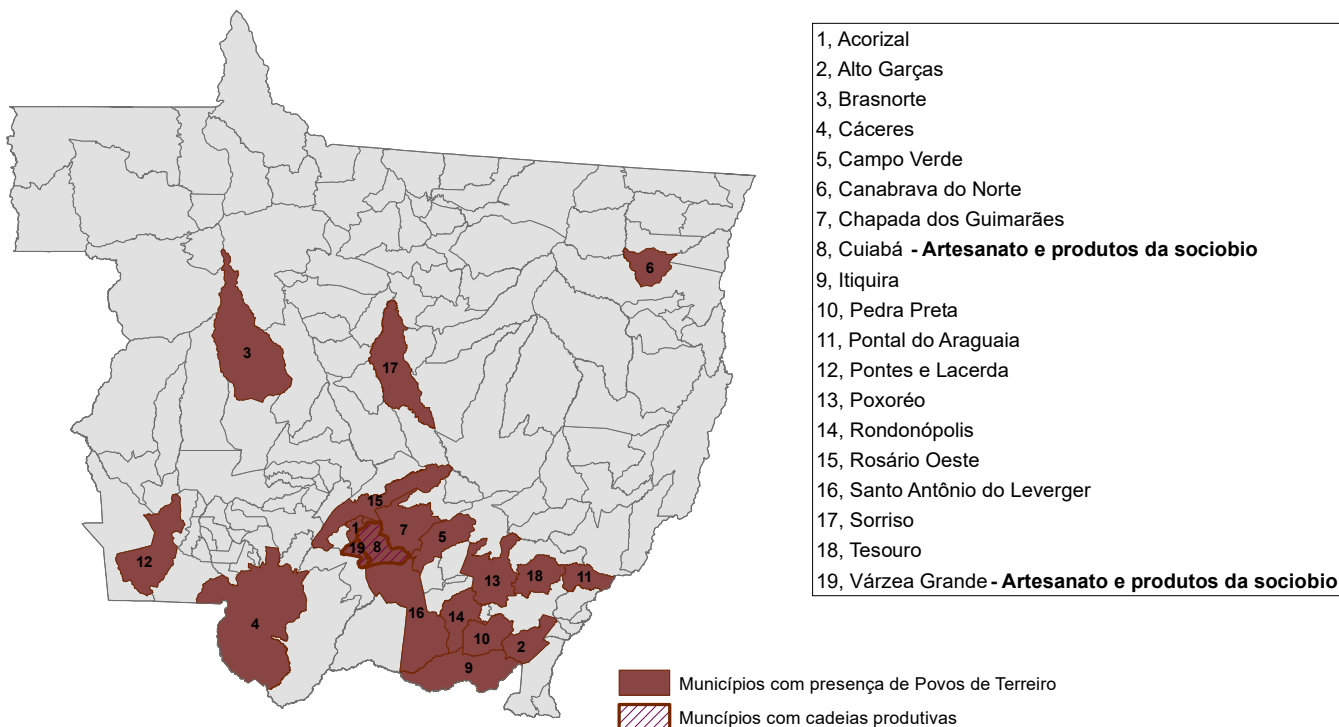 1, Acorizal
2, Alto Garças
3, Brasnorte
4, Cáceres
5, Campo Verde
6, Canabrava do Norte
7, Chapada dos Guimarães
8, Cuiabá - Artesanato e produtos da sociobio
9, Itiquira
10, Pedra Preta
11, Pontal do Araguaia
12, Pontes e Lacerda
13, Poxoréo
14, Rondonópolis
15, Rosário Oeste
16, Santo Antônio do Leverger
17, Sorriso
18, Tesouro
19, Várzea Grande - Artesanato e produtos da sociobio
6
3
17
15
1
7
5
19
8
12
13
18
11
16
14
4
10
2
9
Municípios com presença de Povos de Terreiro
Muncípios com cadeias produtivas